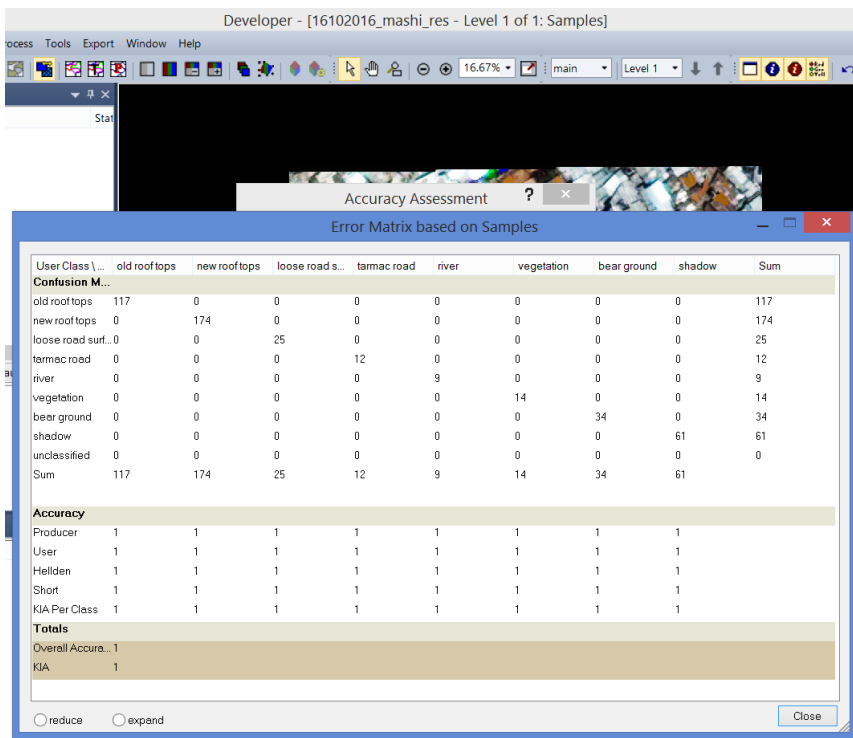 Developer - [16102016_mashi_res - Level 1 of 1: Samples]
ocess Tools Export Window Help
16.67% main Level 1
Stat
Accuracy Assessment ? ×
Error Matrix based on Samples
User Class \ ... old roof tops new roof tops loose road s... tarmac road river vegetation bear ground shadow Sum
Confusion M...
old roof tops 117 0 0 0 0 0 0 0 117
new roof tops 0 174 0 0 0 0 0 0 174
loose road surf... 0 0 25 0 0 0 0 0 25
tarmac road 0 0 0 12 0 0 0 0 12
river 0 0 0 0 9 0 0 0 9
vegetation 0 0 0 0 0 14 0 0 14
bear ground 0 0 0 0 0 0 34 0 34
shadow 0 0 0 0 0 0 0 61 61
unclassified 0 0 0 0 0 0 0 0 0
Sum 117 174 25 12 9 14 34 61
Accuracy
Producer 1 1 1 1 1 1 1 1
User 1 1 1 1 1 1 1 1
Hellden 1 1 1 1 1 1 1 1
Short 1 1 1 1 1 1 1 1
KIA Per Class 1 1 1 1 1 1 1 1
Totals
Overall Accura... 1
KIA 1
reduce expand Close